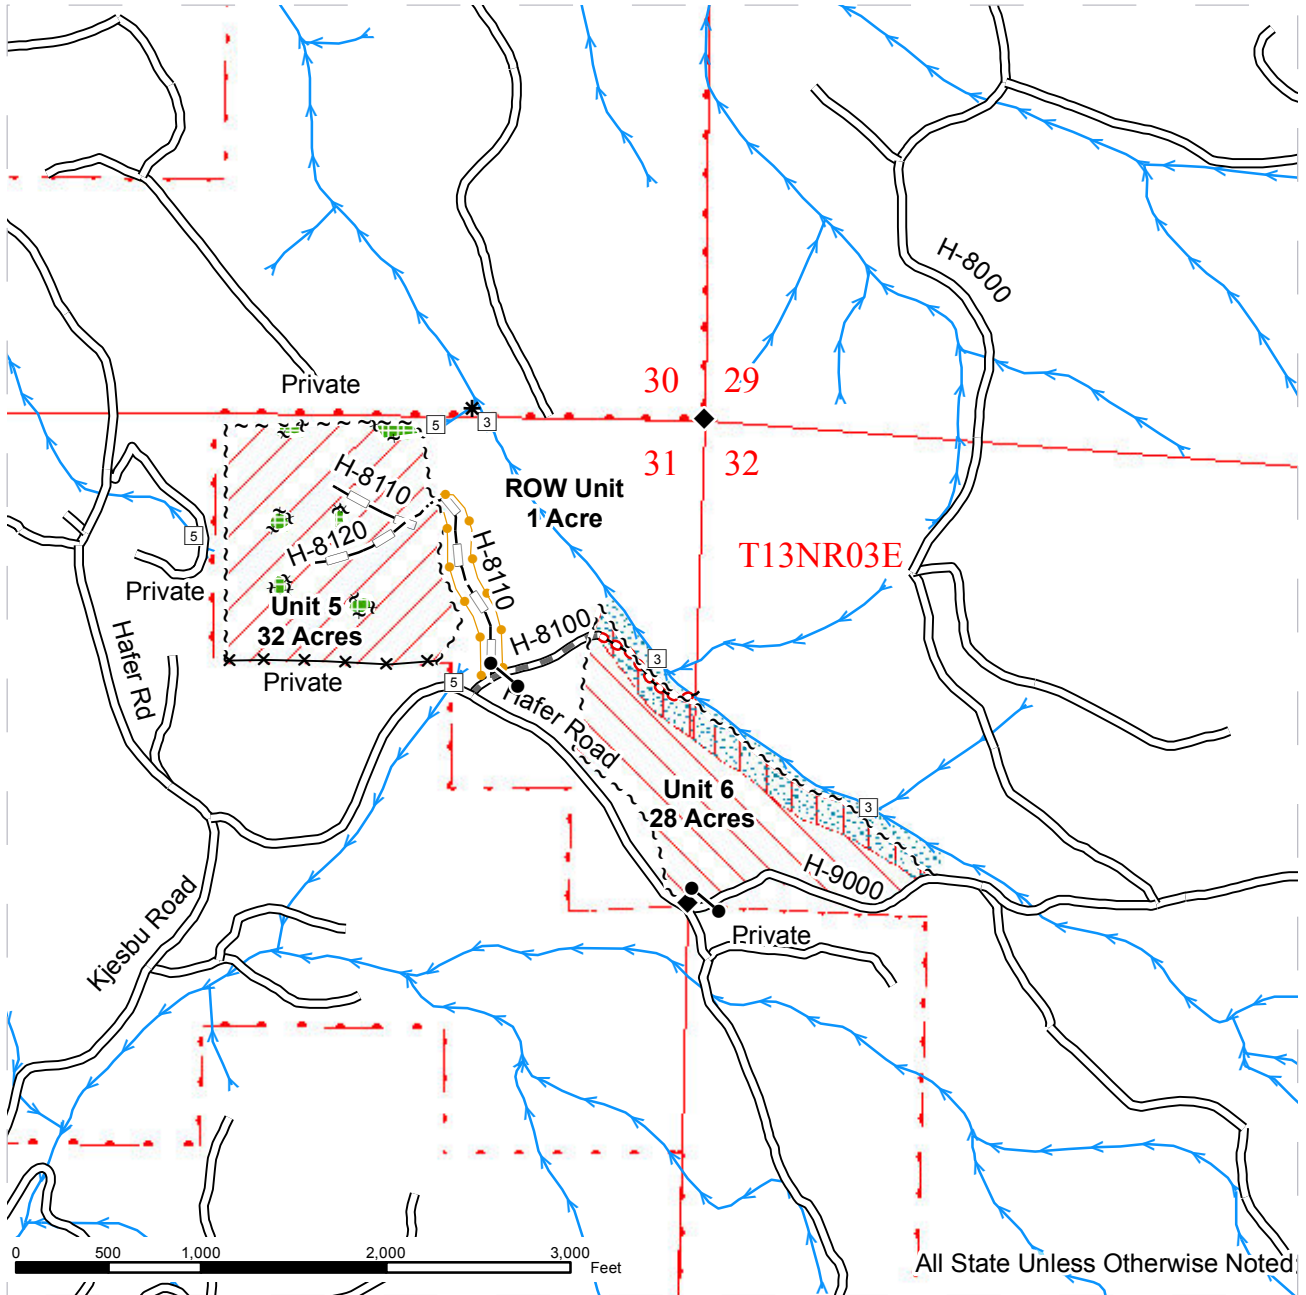 H-8000
Private
30
29
5
3
31
32
H-8110
ROW Unit
1 Acre
5
H-8120
H-8110
T13NR03E
Private
Unit 5
32 Acres
H-8100
Hafer Rd
3
Private
5
Hafer Road
Unit 6
28 Acres
3
H-9000
Kjesbu Road
Private
0 500 1,000 2,000 3,000
Feet
All State Unless Otherwise Noted